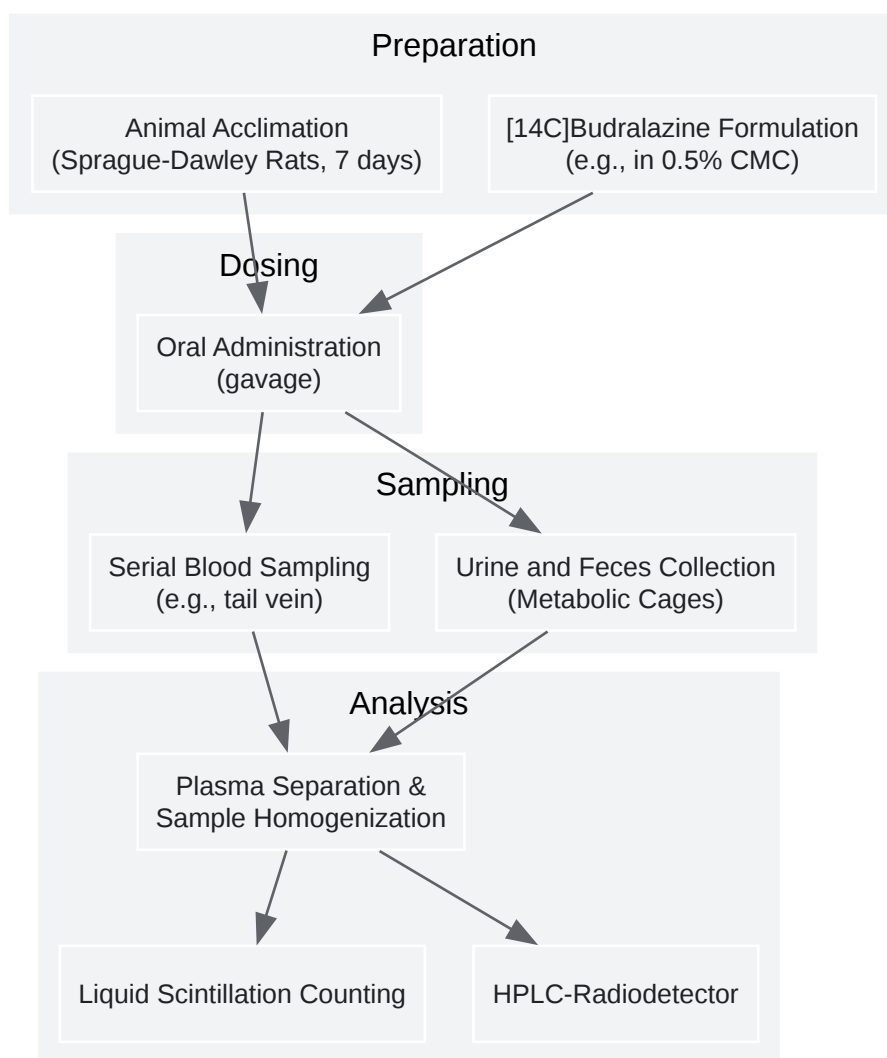 Preparation
Animal Acclimation
(Sprague-Dawley Rats, 7 days)
[14C]Budralazine Formulation
(e.g., in 0.5% CMC)
Dosing
Oral Administration
(gavage)
Sampling
Serial Blood Sampling
(e.g., tail vein)
Urine and Feces Collection
(Metabolic Cages)
Analysis
Plasma Separation &
Sample Homogenization
Liquid Scintillation Counting
HPLC-Radiodetector